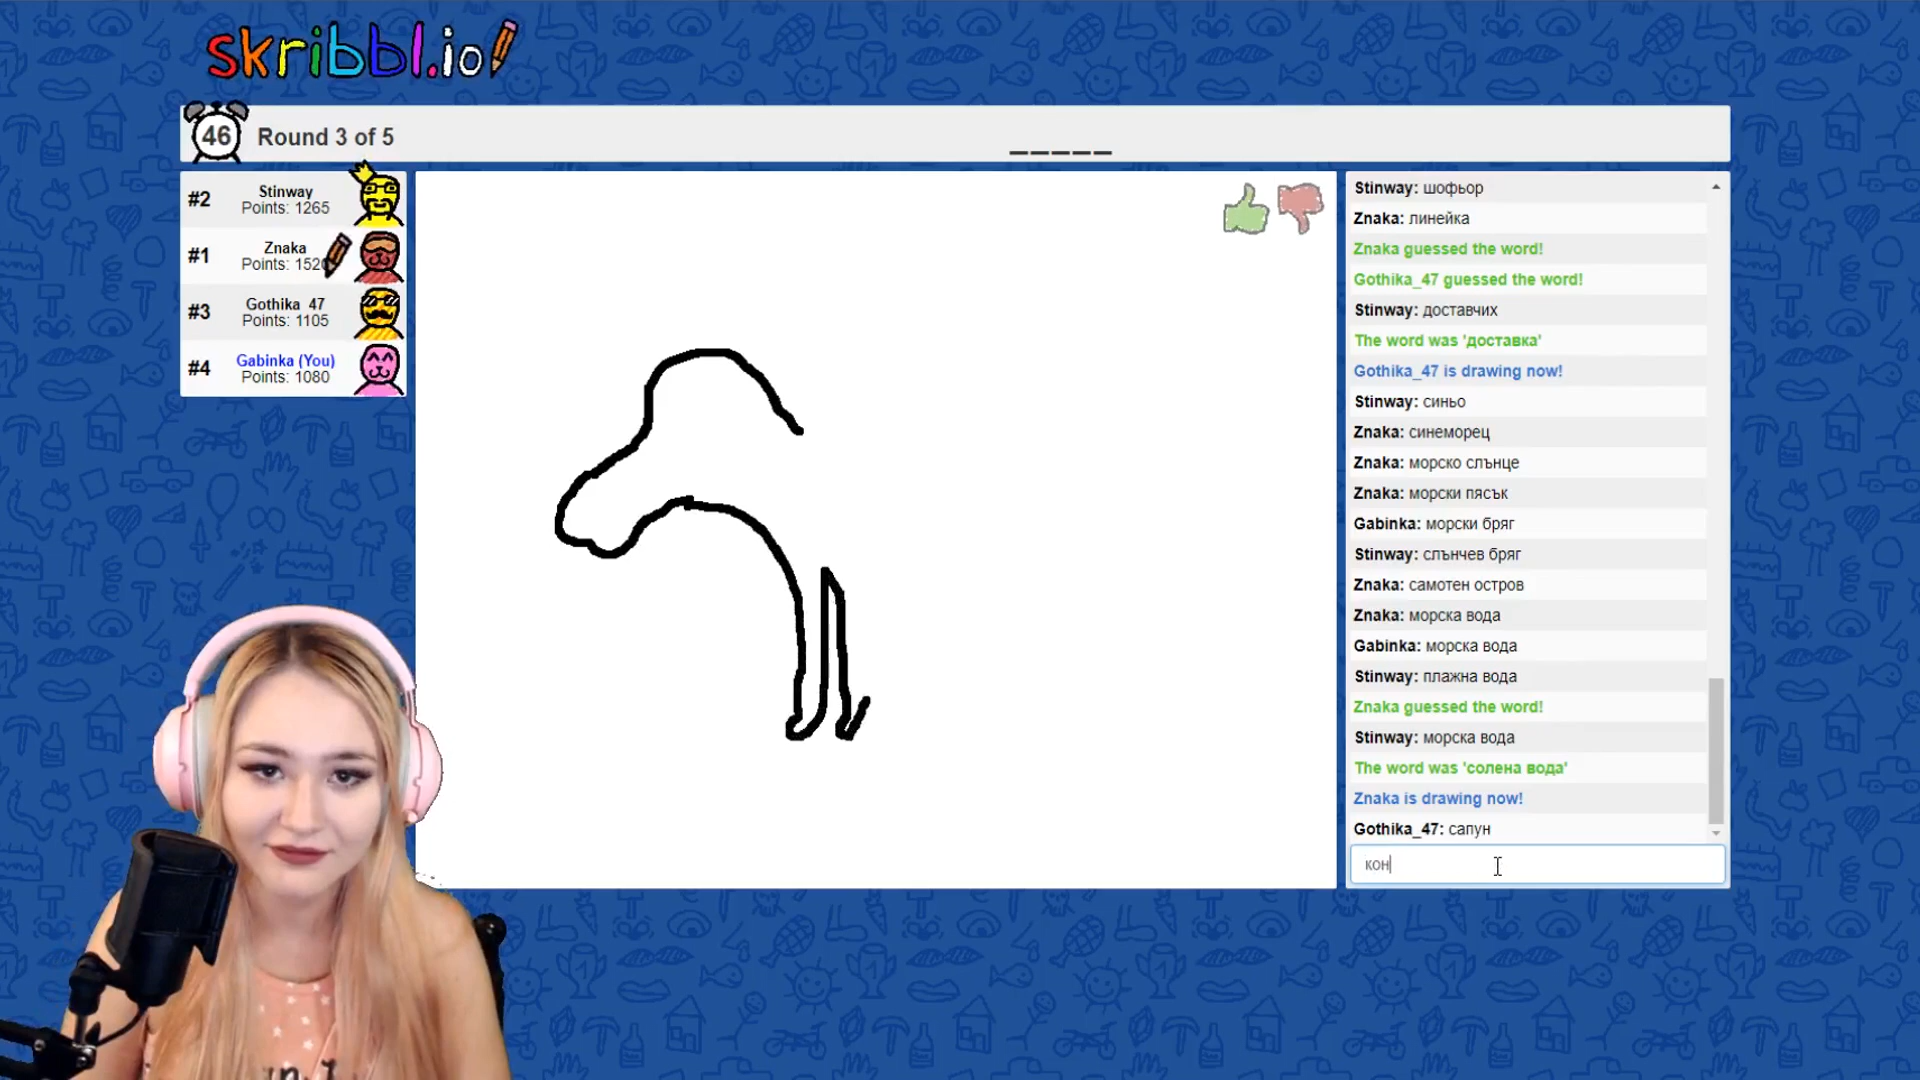 skribbl.io
46
Round 3 of 5
_____
#2
Stinway
Points: 1265
#1
Znaka
Points: 152
#3
Gothika_47
Points: 1105
#4
Gabinka (You)
Points: 1080
Stinway: шофьор
Znaka: линейка
Znaka guessed the word!
Gothika_47 guessed the word!
Stinway: доставчих
The word was 'доставка'
Gothika_47 is drawing now!
Stinway: синьо
Znaka: синеморец
Znaka: морско слънце
Znaka: морски пясък
Gabinka: морски бряг
Stinway: слънчев бряг
Znaka: самотен остров
Znaka: морска вода
Gabinka: морска вода
Stinway: плажна вода
Znaka guessed the word!
Stinway: морска вода
The word was 'солена вода'
Znaka is drawing now!
Gothika_47: сапун
кон